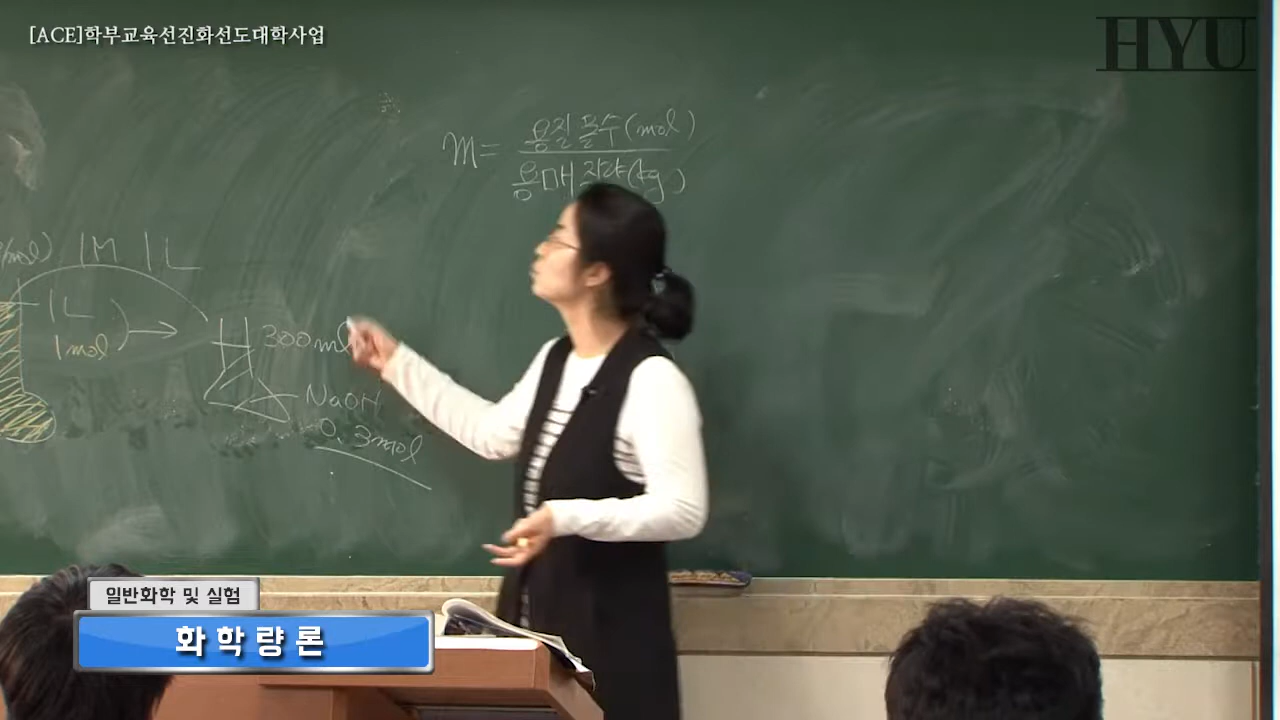 [ACE]학부교육선진화선도대학사업
HYU
m = 용질 몰수(mol)
용매 질량(kg)
/mol) 1M 1L
1L
1mol
300ml
NaOH
0.3mol
일반화학 및 실험
화학량론